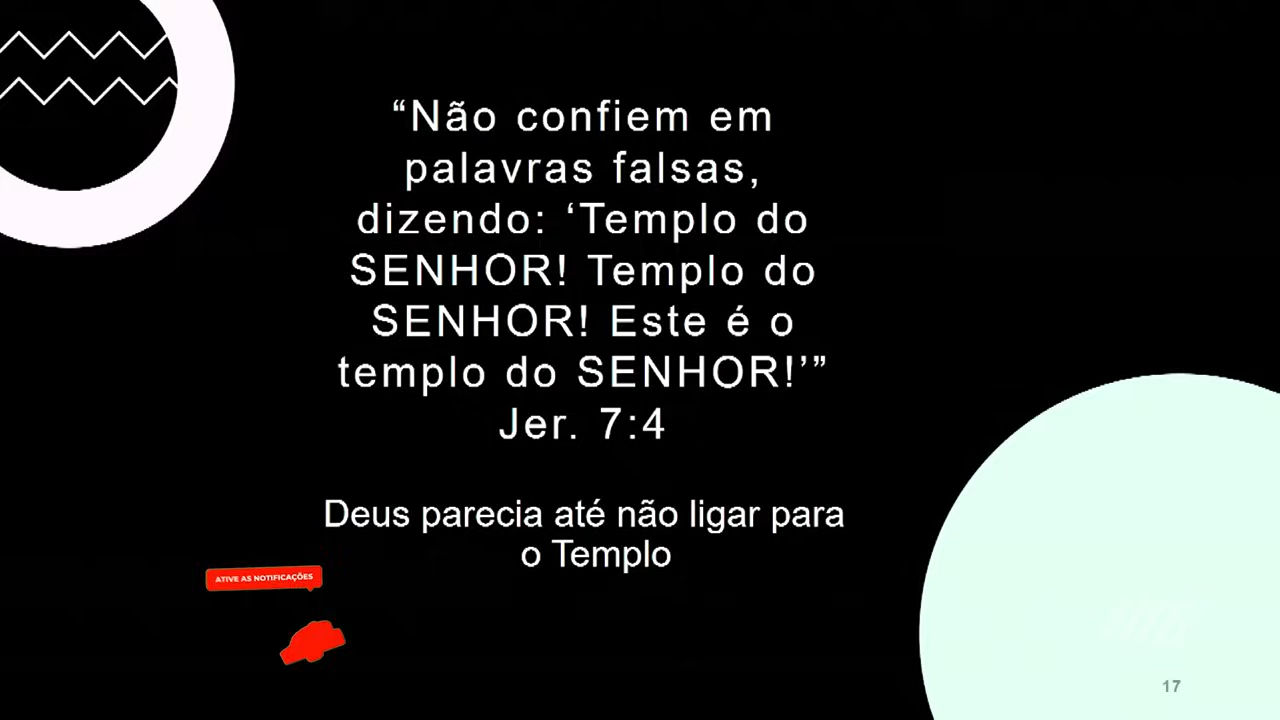 “Não confiem em
palavras falsas,
dizendo: ‘Templo do
SENHOR! Templo do
SENHOR! Este é o
templo do SENHOR!’”
Jer. 7:4
Deus parecia até não ligar para
o Templo
ATIVE AS NOTIFICAÇÕES
17